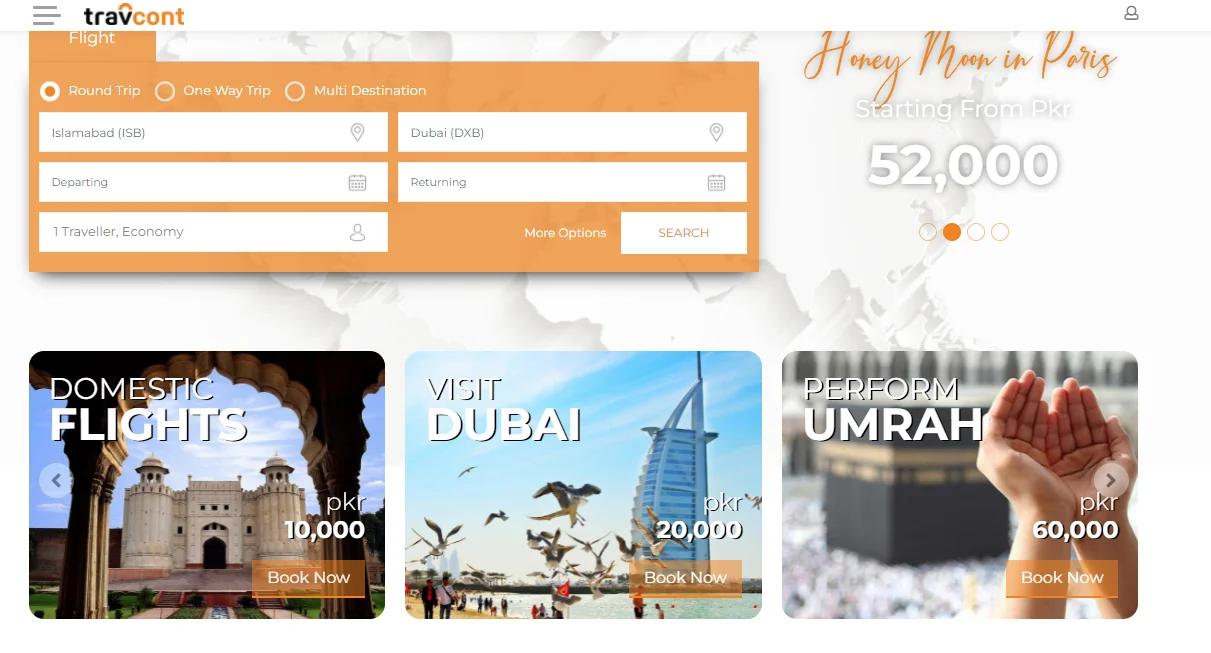 travcont
Flight
Round Trip
One Way Trip
Multi Destination
Islamabad (ISB)
Dubai (DXB)
Departing
Returning
1 Traveller, Economy
More Options
SEARCH
Honey Moon in Paris
Starting From Pkr
52,000
DOMESTIC
FLIGHTS
pkr
10,000
Book Now
VISIT
DUBAI
pkr
20,000
Book Now
PERFORM
UMRAH
pkr
60,000
Book Now